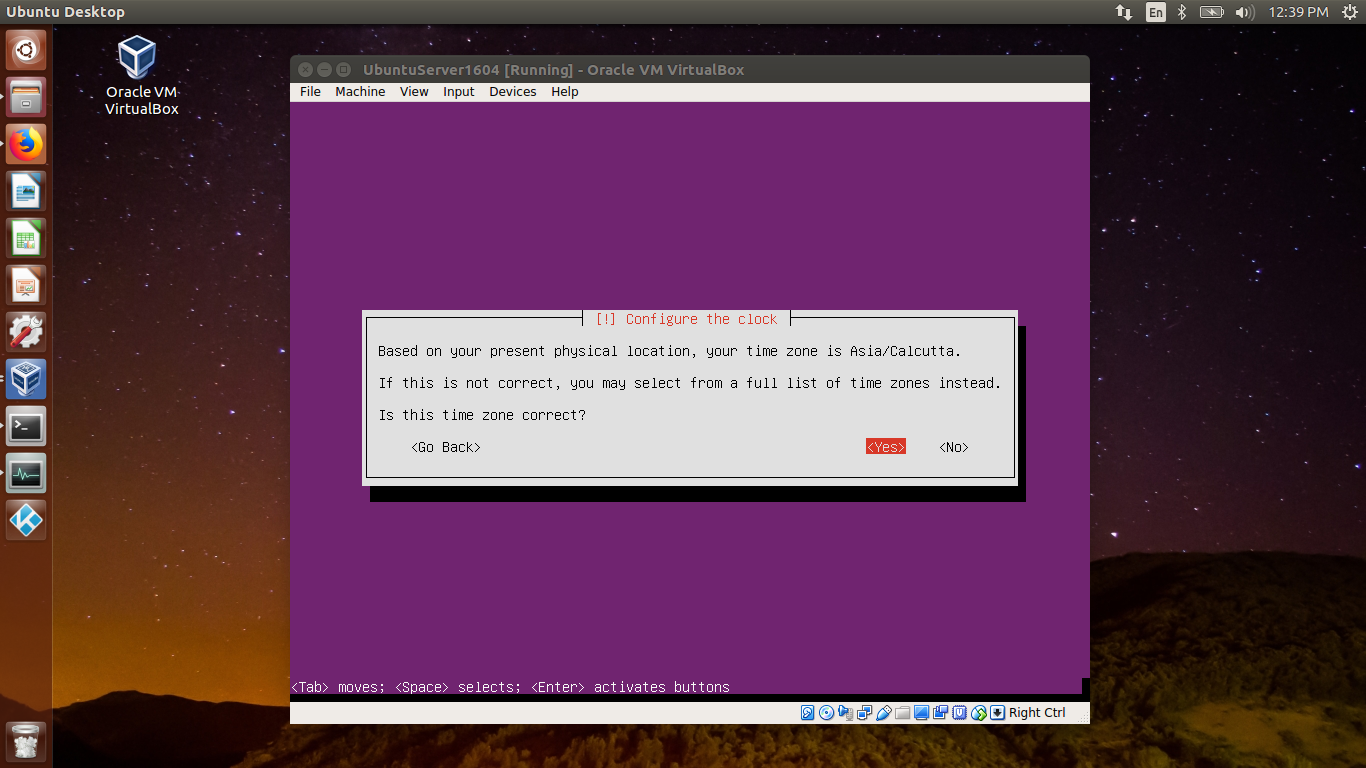 Ubuntu Desktop
En
12:39 PM
Oracle VM
VirtualBox
UbuntuServer1604 [Running] - Oracle VM VirtualBox
File Machine View Input Devices Help
[!] Configure the clock
Based on your present physical location, your time zone is Asia/Calcutta.
If this is not correct, you may select from a full list of time zones instead.
Is this time zone correct?
<Go Back> <Yes> <No>
<Tab> moves; <Space> selects; <Enter> activates buttons
Right Ctrl